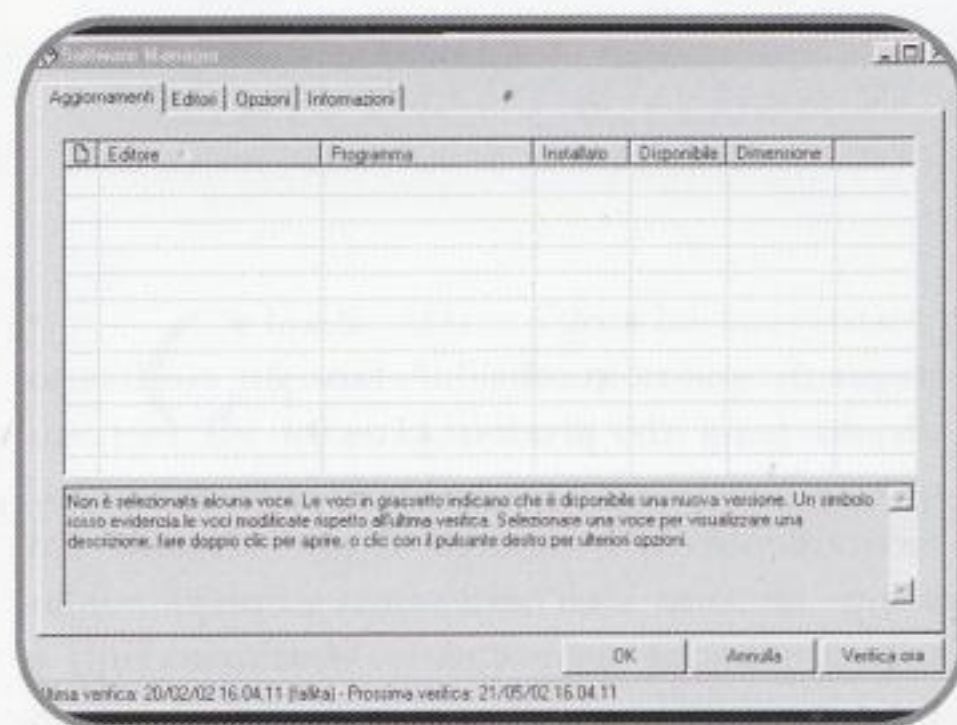 Software Manager
Aggiornamenti Editori Opzioni Informazioni
Editore Programma Installato Disponibile Dimensione
Non è selezionata alcuna voce. Le voci in grassetto indicano che è disponibile una nuova versione. Un simbolo
rosso evidenzia le voci modificate rispetto all'ultima verifica. Selezionare una voce per visualizzare una
descrizione, fare doppio clic per aprire, o clic con il pulsante destro per ulteriori opzioni.
OK Annulla Verifica ora
Ultima verifica: 20/02/02 16.04.11 (fallita) - Prossima verifica: 21/05/02 16.04.11